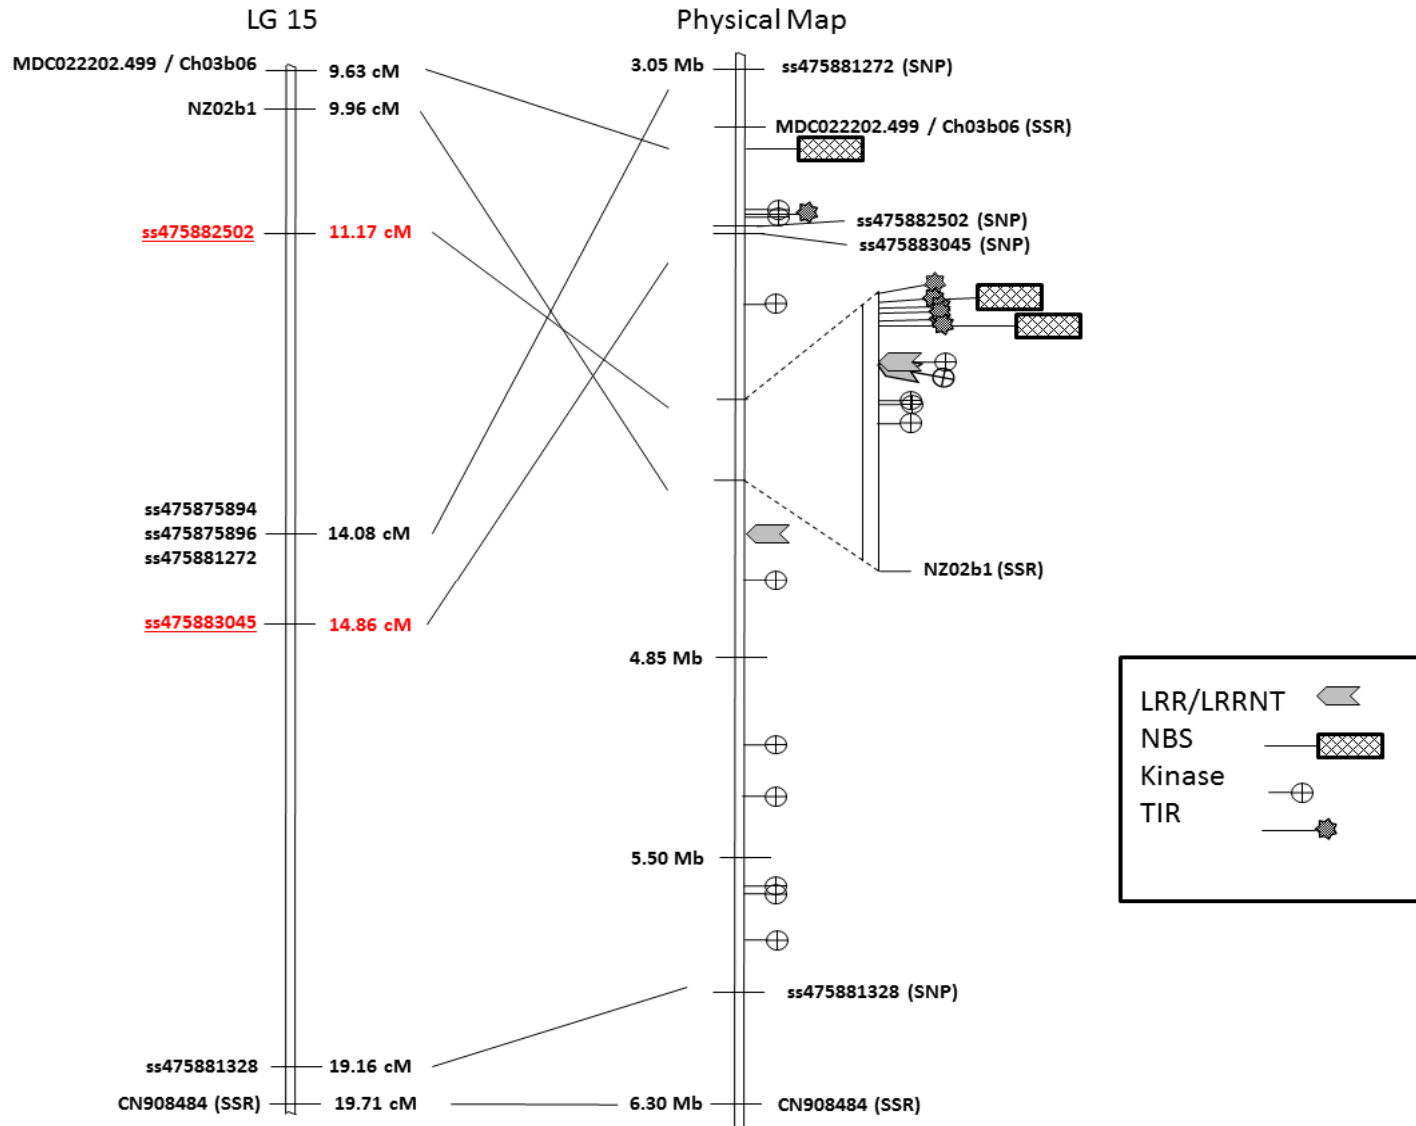 LG 15
Physical Map
MDC022202.499 / Ch03b06
9.63 cM
NZ02b1
9.96 cM
ss475882502
11.17 cM
ss475875894
ss475875896
14.08 cM
ss475881272
ss475883045
14.86 cM
ss475881328
19.16 cM
CN908484 (SSR)
19.71 cM
3.05 Mb
ss475881272 (SNP)
MDC022202.499 / Ch03b06 (SSR)
ss475882502 (SNP)
ss475883045 (SNP)
NZ02b1 (SSR)
4.85 Mb
5.50 Mb
ss475881328 (SNP)
6.30 Mb
CN908484 (SSR)
LRR/LRRNT
NBS
Kinase
TIR